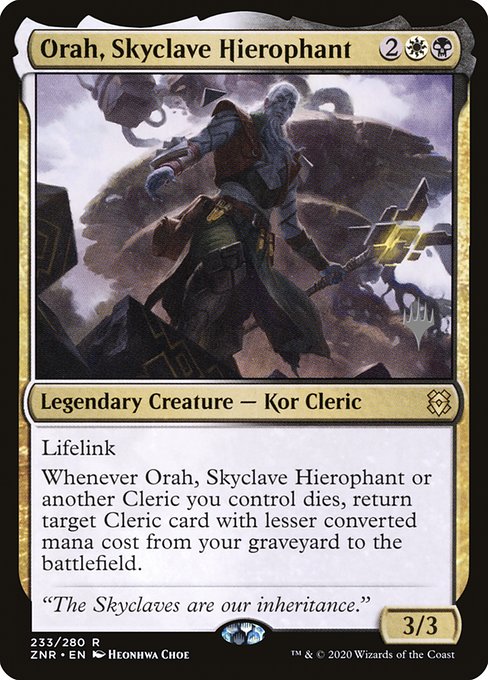 Orah, Skyclave Hierophant 2
Legendary Creature — Kor Cleric
Lifelink
Whenever Orah, Skyclave Hierophant or
another Cleric you control dies, return
target Cleric card with lesser converted
mana cost from your graveyard to the
battlefield.
“The Skyclaves are our inheritance.”
3/3
233/280 R
ZNR • EN Heonhwa Choe
™ & © 2020 Wizards of the Coast